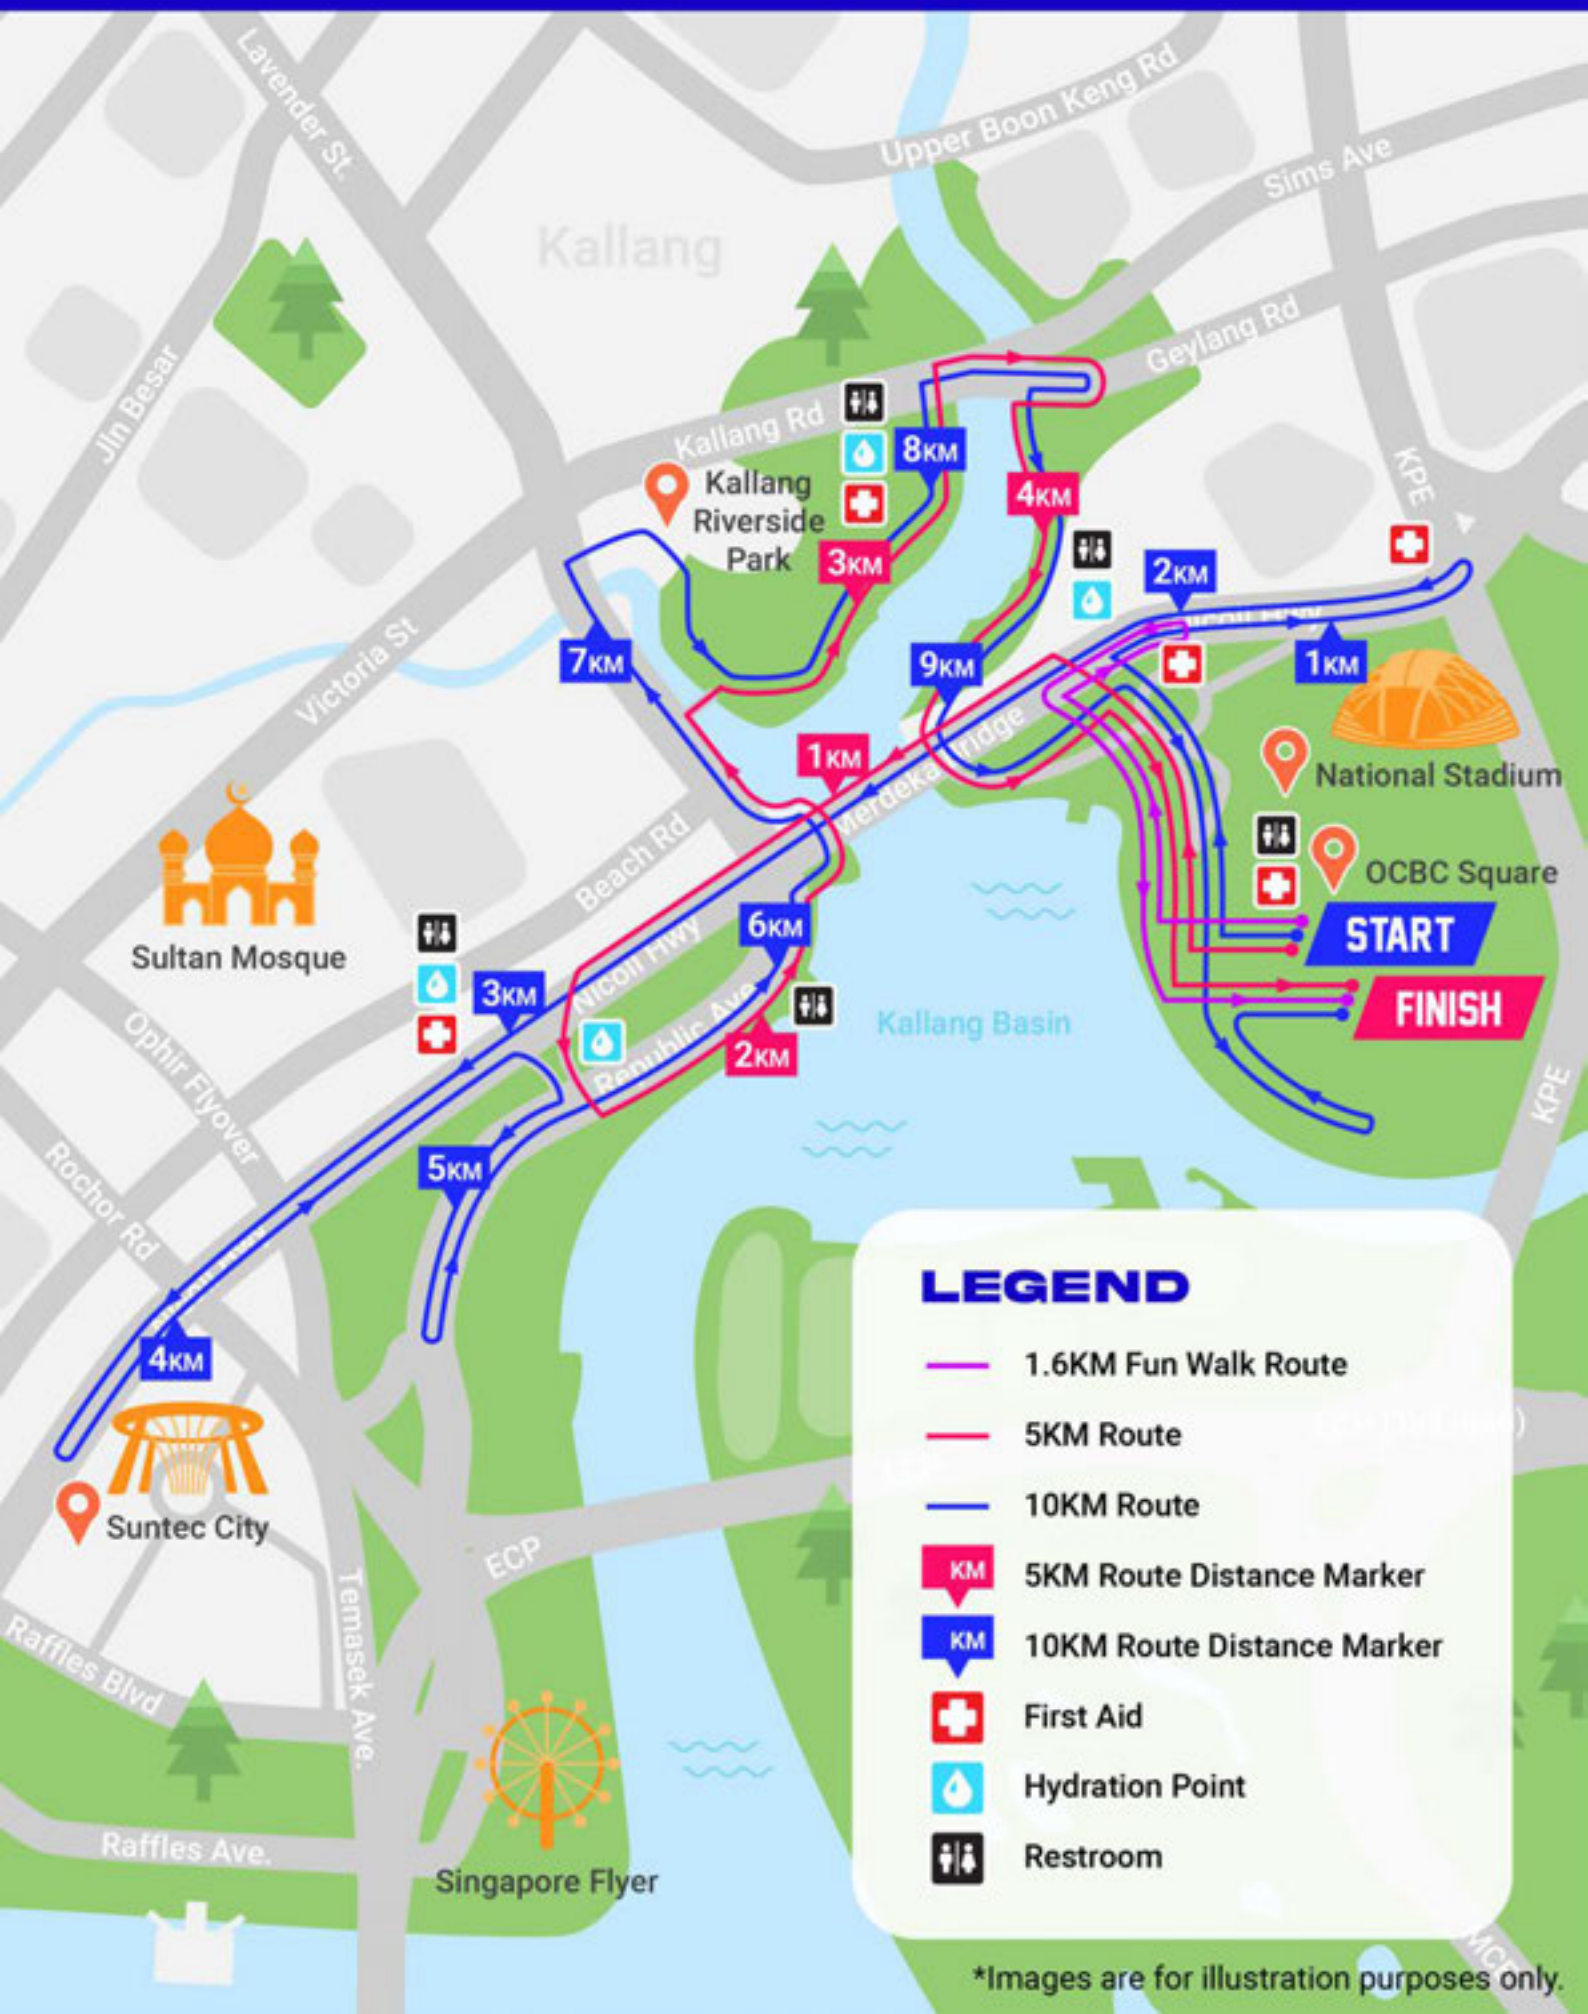 Lavender St.
Upper Boon Keng Rd
Sims Ave
Kallang
Geylang Rd
Jln Besar
Kallang Rd
8KM
Kallang
Riverside
Park
4KM
KPE
3KM
2KM
7KM
9KM
1KM
Victoria St
1KM
Merdeka Bridge
National Stadium
Beach Rd
OCBC Square
START
Sultan Mosque
6KM
Nicoll Hwy
3KM
FINISH
Kallang Basin
Republic Ave
2KM
Ophir Flyover
KPE
5KM
Rochor Rd
4KM
Suntec City
ECP
Temasek Ave.
Raffles Blvd
Raffles Ave.
Singapore Flyer
LEGEND
1.6KM Fun Walk Route
5KM Route
10KM Route
KM 5KM Route Distance Marker
KM 10KM Route Distance Marker
First Aid
Hydration Point
Restroom
MCE
*Images are for illustration purposes only.